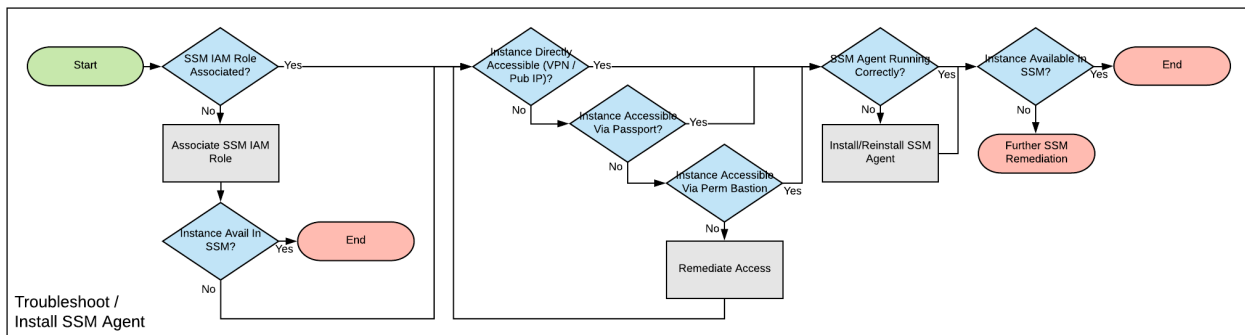 Start
SSM IAM Role
Associated?
Yes
No
Associate SSM IAM
Role
Instance Avail In
SSM?
Yes
End
No
Instance Directly
Accessible (VPN /
Pub IP)?
Yes
No
Instance Accessible
Via Passport?
Yes
No
Instance Accessible
Via Perm Bastion
Yes
No
Remediate Access
SSM Agent Running
Correctly?
Yes
No
Install/Reinstall SSM
Agent
Instance Available In
SSM?
Yes
End
No
Further SSM
Remediation
Troubleshoot /
Install SSM Agent